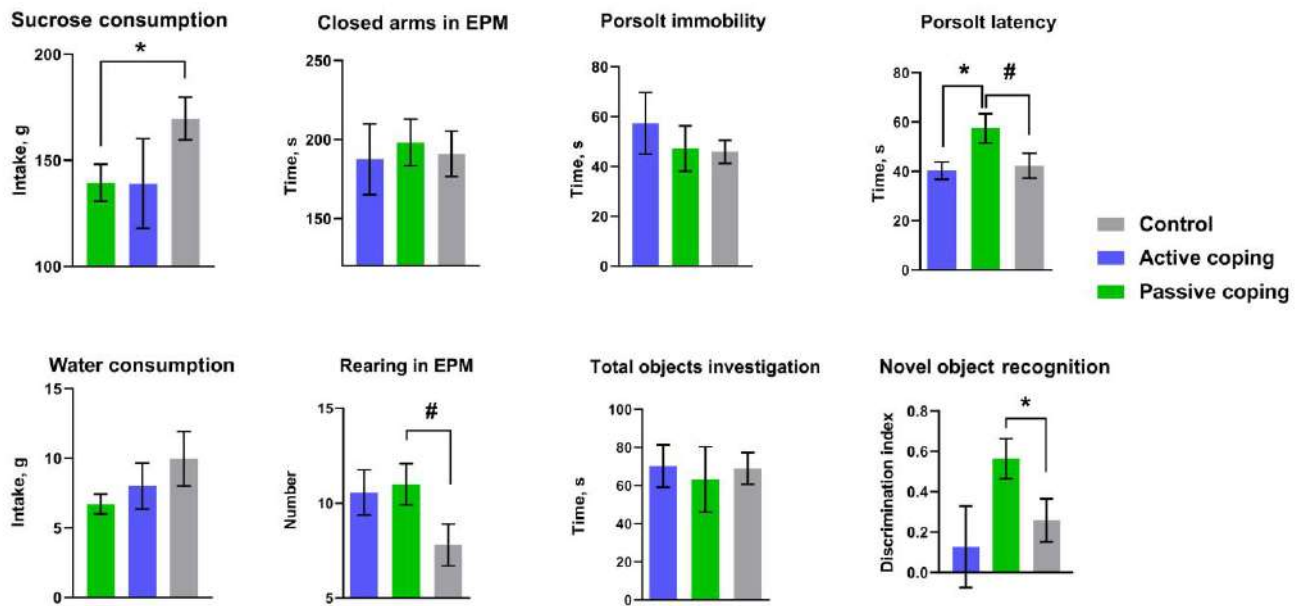 Sucrose consumption
Intake, g
200
150
100
*
Closed arms in EPM
Time, s
250
200
150
Porsolt immobility
Time, s
80
60
40
20
0
Porsolt latency
Time, s
80
60
40
20
0
*
#
Control
Active coping
Passive coping
Water consumption
Intake, g
15
10
5
0
Rearing in EPM
Number
15
10
5
#
Total objects investigation
Time, s
100
80
60
40
20
0
Novel object recognition
Discrimination index
0.8
0.6
0.4
0.2
0.0
*